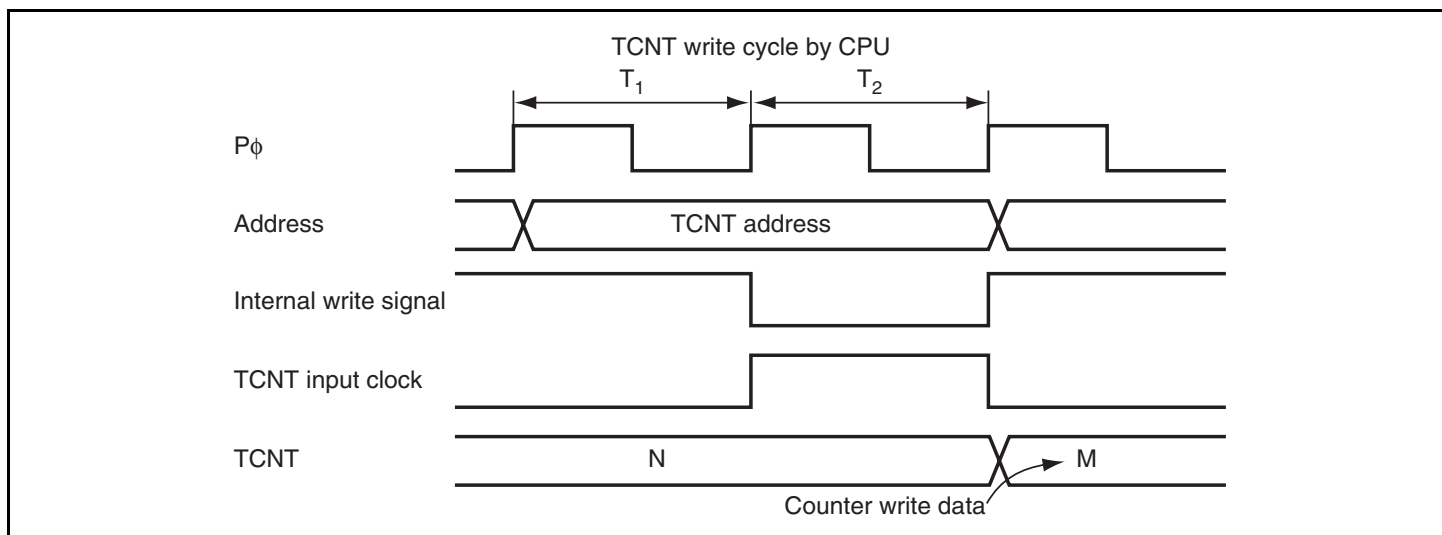 TCNT write cycle by CPU
T1 T2
Pϕ
Address TCNT address
Internal write signal
TCNT input clock
TCNT N M
Counter write data